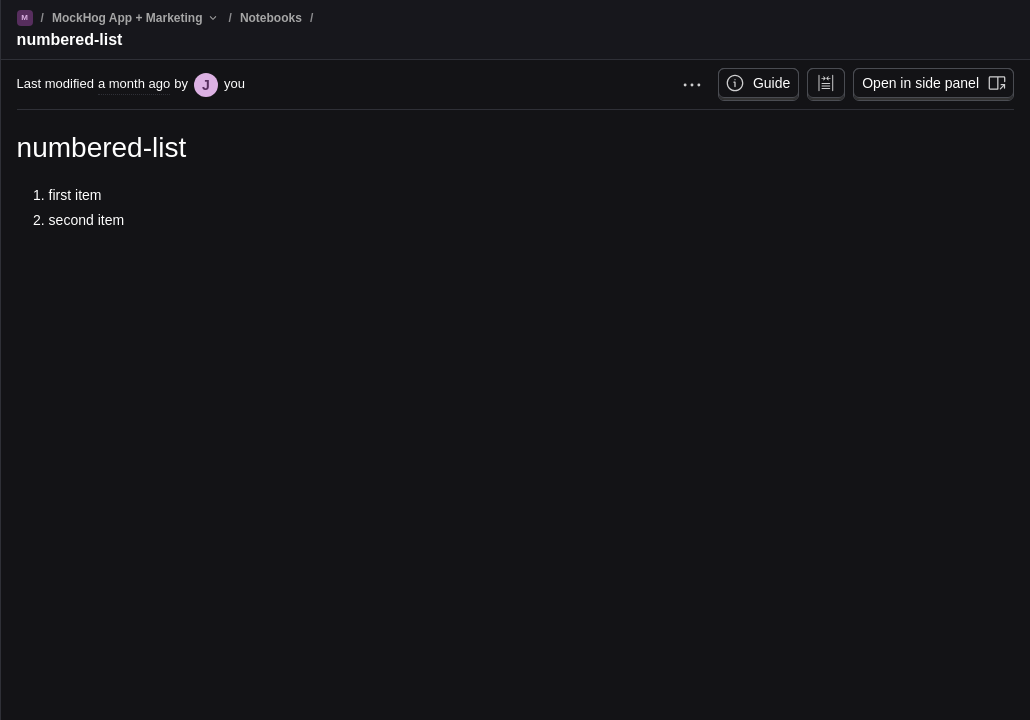 M / MockHog App + Marketing / Notebooks /
numbered-list
Last modified a month ago by J you
Guide
Open in side panel
numbered-list
1. first item
2. second item